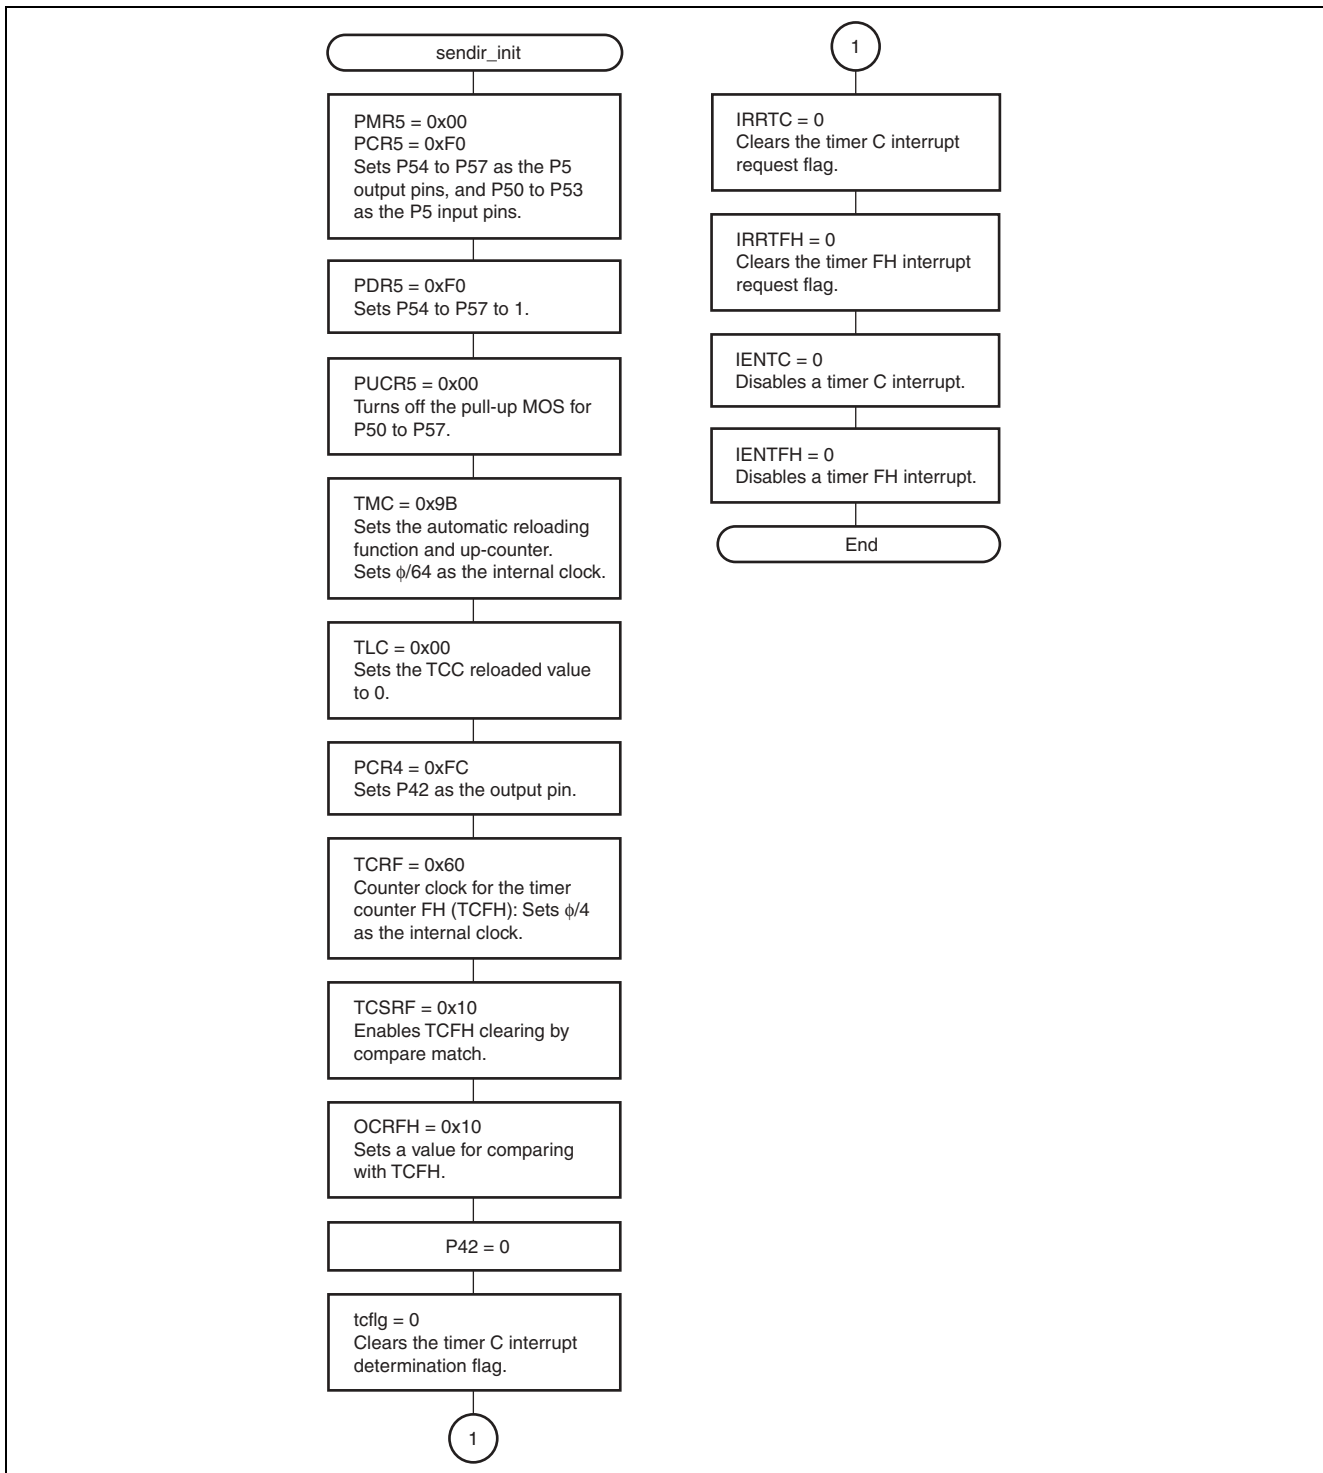 sendir_init
PMR5 = 0x00
PCR5 = 0xF0
Sets P54 to P57 as the P5
output pins, and P50 to P53
as the P5 input pins.
PDR5 = 0xF0
Sets P54 to P57 to 1.
PUCR5 = 0x00
Turns off the pull-up MOS for
P50 to P57.
TMC = 0x9B
Sets the automatic reloading
function and up-counter.
Sets ϕ/64 as the internal clock.
TLC = 0x00
Sets the TCC reloaded value
to 0.
PCR4 = 0xFC
Sets P42 as the output pin.
TCRF = 0x60
Counter clock for the timer
counter FH (TCFH): Sets ϕ/4
as the internal clock.
TCSRF = 0x10
Enables TCFH clearing by
compare match.
OCRFH = 0x10
Sets a value for comparing
with TCFH.
P42 = 0
tcflg = 0
Clears the timer C interrupt
determination flag.
1
1
IRRTC = 0
Clears the timer C interrupt
request flag.
IRRTFH = 0
Clears the timer FH interrupt
request flag.
IENTC = 0
Disables a timer C interrupt.
IENTFH = 0
Disables a timer FH interrupt.
End